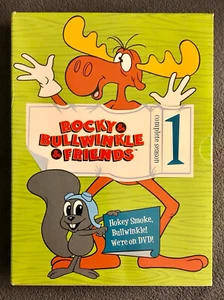 ROCKY &
BULLWINKLE
& FRIENDS
complete season
1
Hokey Smoke,
Bullwinkle!
We're on DVD!